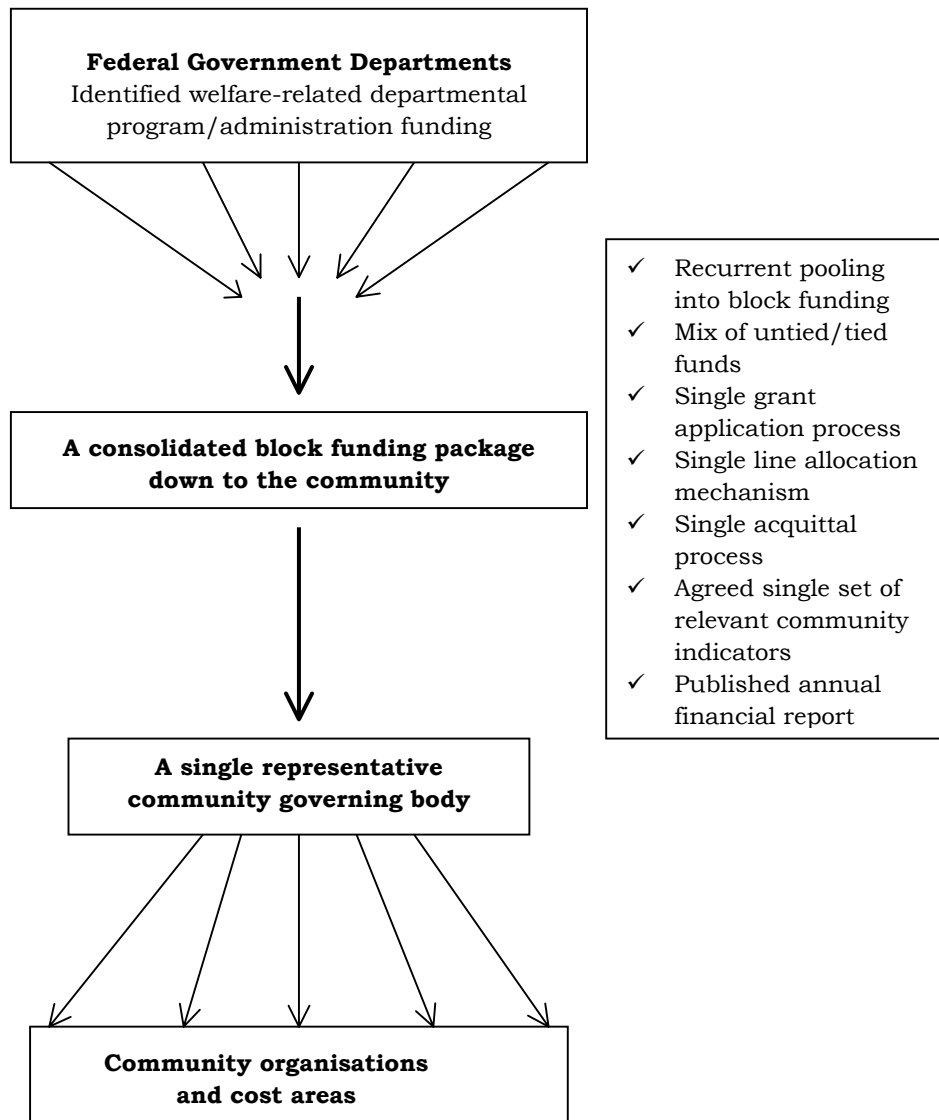 Federal Government Departments
Identified welfare-related departmental
program/administration funding
✓ Recurrent pooling
into block funding
✓ Mix of untied/tied
funds
✓ Single grant
application process
✓ Single line allocation
mechanism
✓ Single acquittal
process
✓ Agreed single set of
relevant community
indicators
✓ Published annual
financial report
A consolidated block funding package
down to the community
A single representative
community governing body
Community organisations
and cost areas